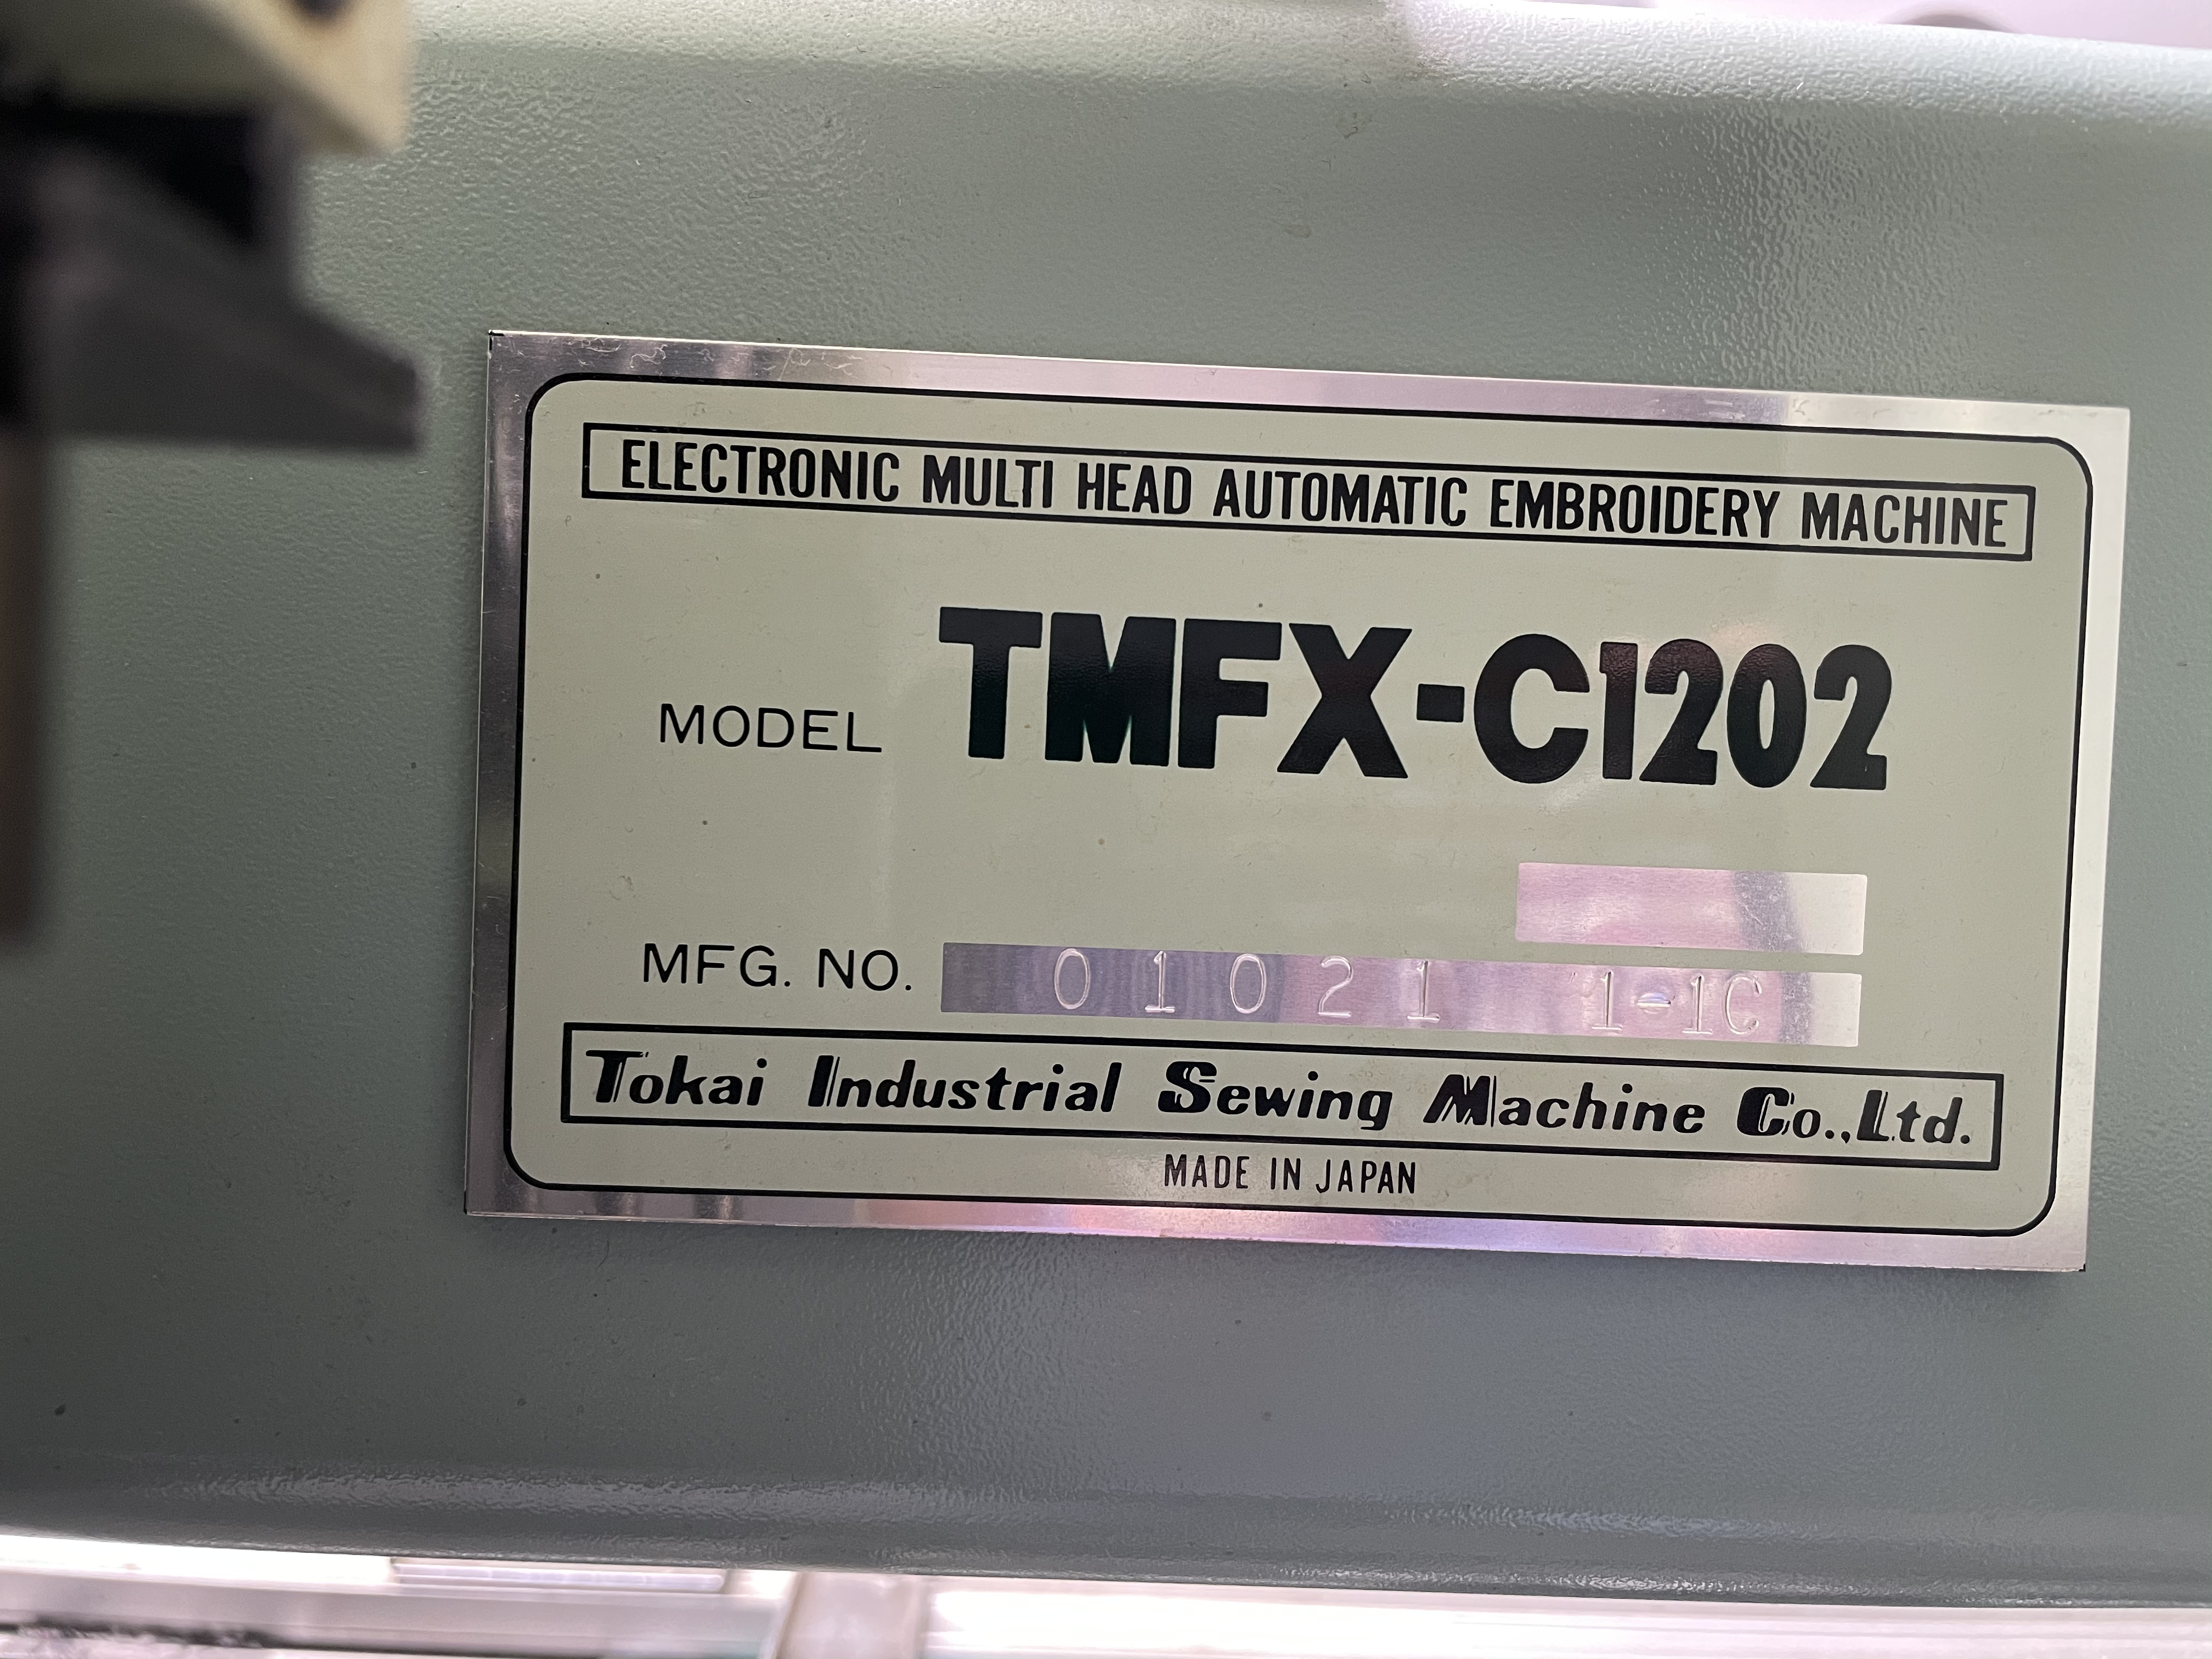 ELECTRONIC MULTI HEAD AUTOMATIC EMBROIDERY MACHINE
MODEL TMFX-C1202
MFG. NO. 01021 1-1C
Tokai Industrial Sewing Machine Co.,Ltd.
MADE IN JAPAN